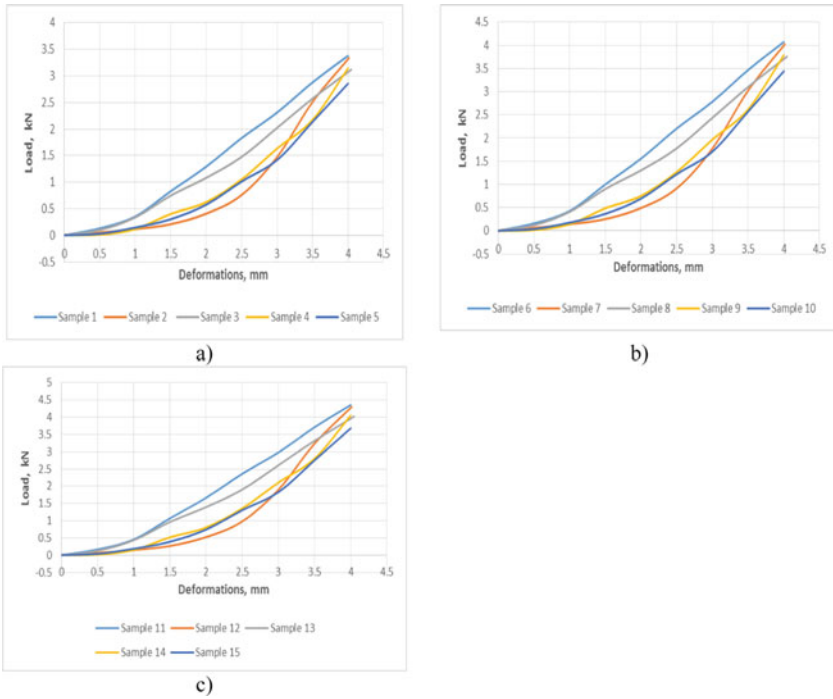 4
3.5
3
2.5
2
1.5
1
0.5
0
-0.5
Load, kN
0 0.5 1 1.5 2 2.5 3 3.5 4 4.5
Deformations, mm
Sample 1 Sample 2 Sample 3 Sample 4 Sample 5
a)
4.5
4
3.5
3
2.5
2
1.5
1
0.5
0
-0.5
Load, kN
0 0.5 1 1.5 2 2.5 3 3.5 4 4.5
Deformations, mm
Sample 6 Sample 7 Sample 8 Sample 9 Sample 10
b)
5
4.5
4
3.5
3
2.5
2
1.5
1
0.5
0
-0.5
Load, kN
0 0.5 1 1.5 2 2.5 3 3.5 4 4.5
Deformations, mm
Sample 11 Sample 12 Sample 13
Sample 14 Sample 15
c)